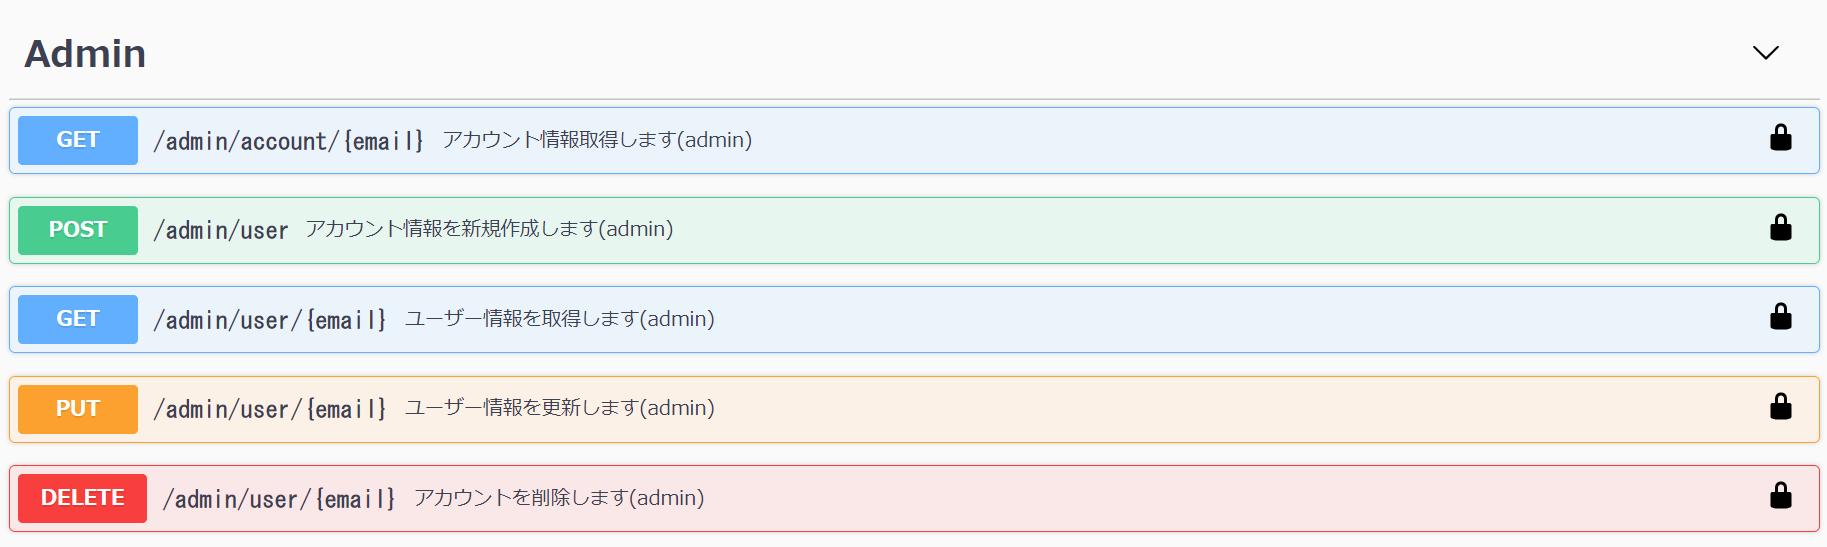 Admin
GET /admin/account/{email} アカウント情報取得します(admin)
POST /admin/user アカウント情報を新規作成します(admin)
GET /admin/user/{email} ユーザー情報を取得します(admin)
PUT /admin/user/{email} ユーザー情報を更新します(admin)
DELETE /admin/user/{email} アカウントを削除します(admin)